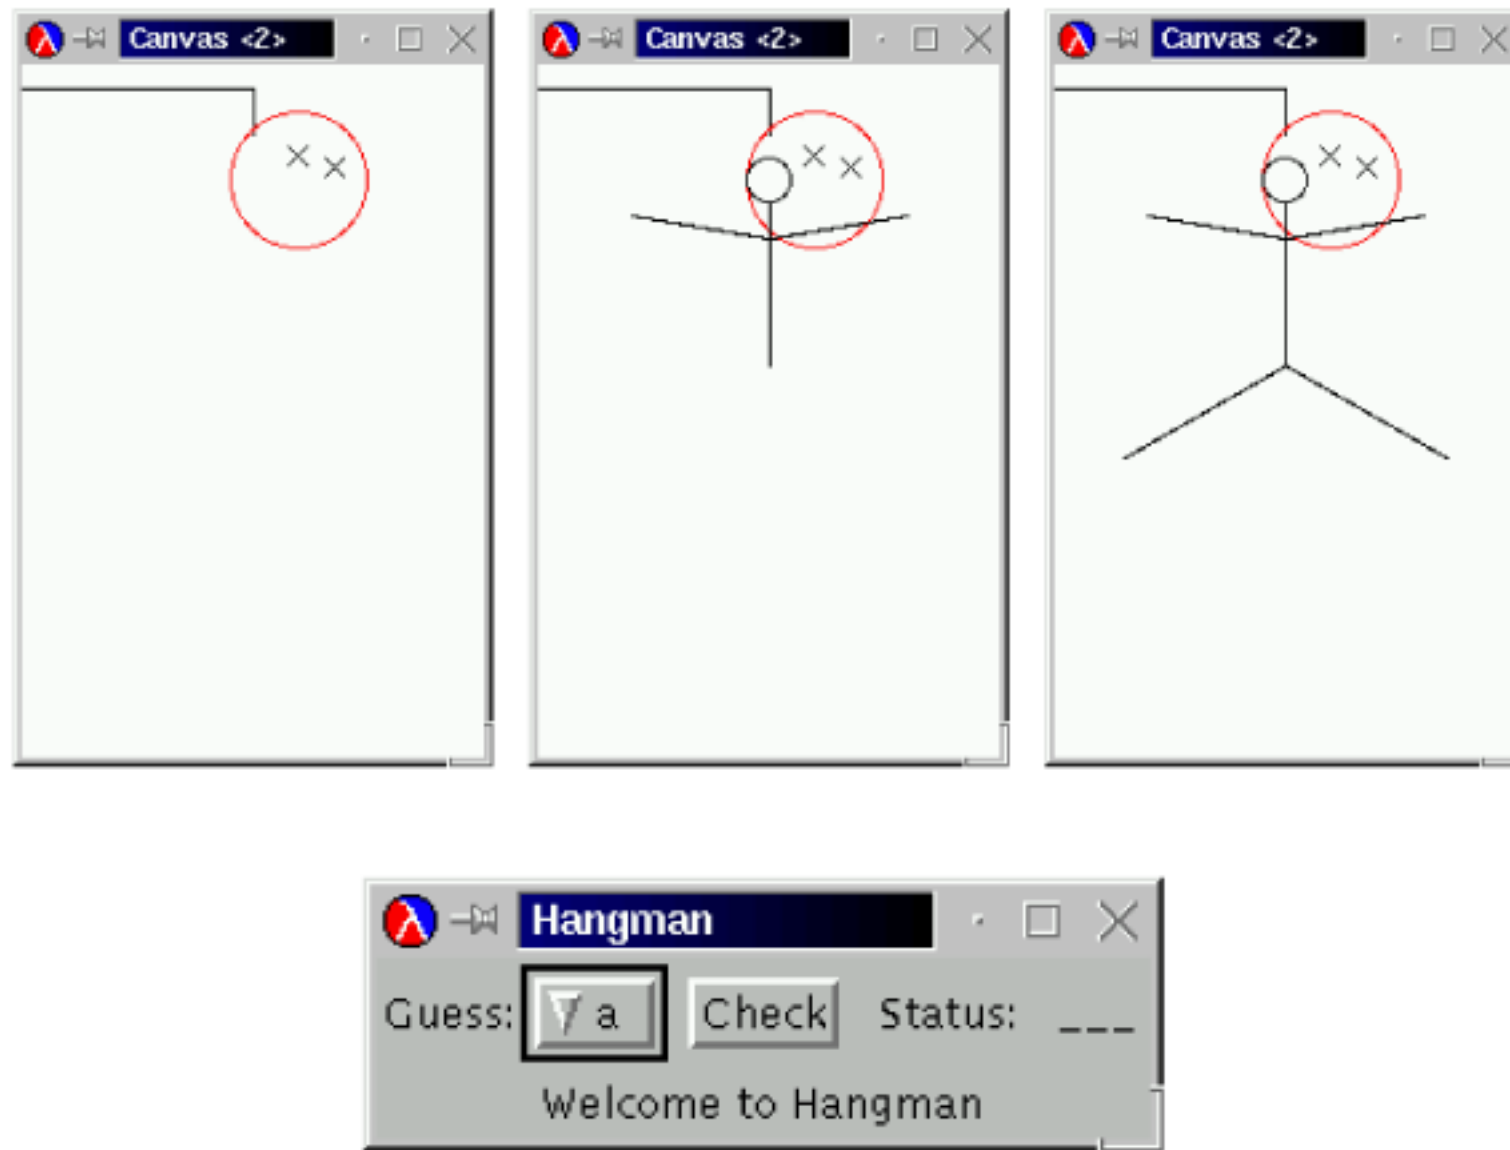 Canvas <2>
Canvas <2>
Canvas <2>
Hangman
Guess: a Check Status: ___
Welcome to Hangman